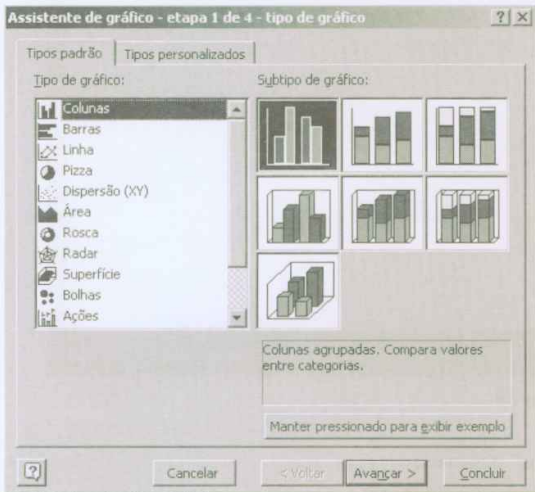 Assistente de gráfico - etapa 1 de 4 - tipo de gráfico
Tipos padrão
Tipos personalizados
Tipo de gráfico:
Colunas
Barras
Linha
Pizza
Dispersão (XY)
Área
Rosca
Radar
Superfície
Bolhas
Ações
Subtipo de gráfico:
Colunas agrupadas. Compara valores
entre categorias.
Manter pressionado para exibir exemplo
Cancelar
< Voltar
Avançar >
Concluir